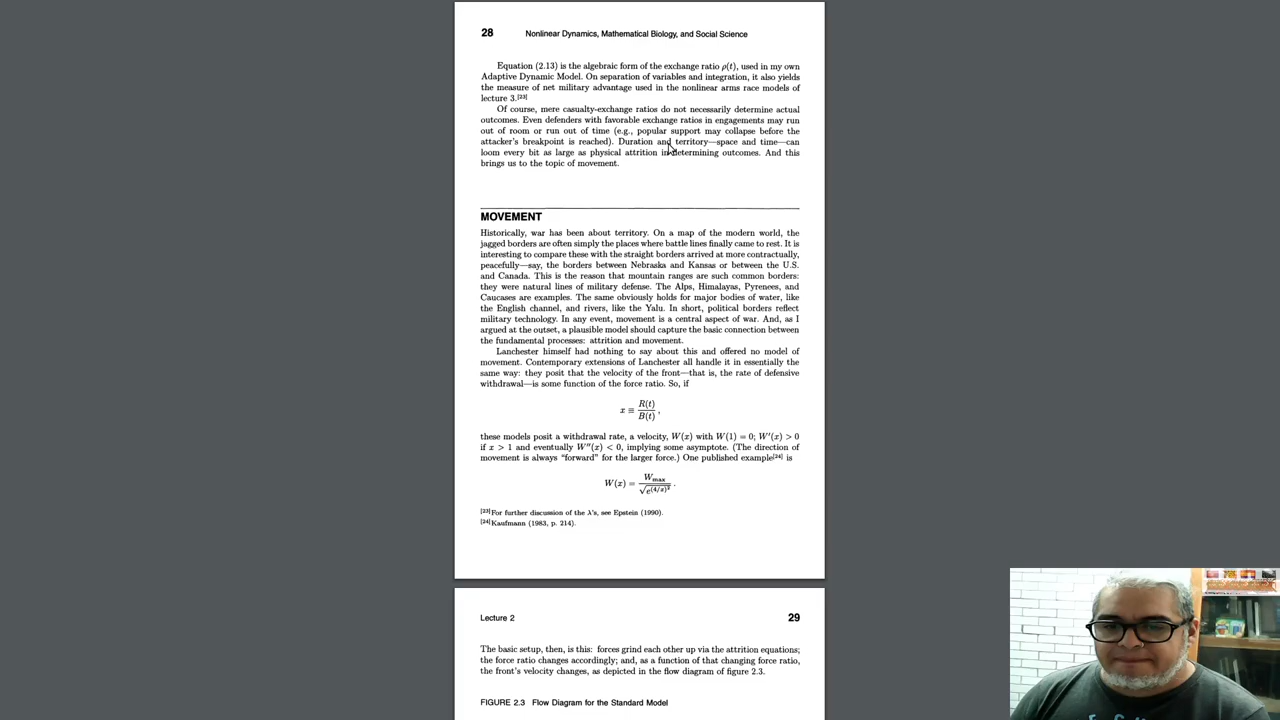 28 Nonlinear Dynamics, Mathematical Biology, and Social Science
Equation (2.13) is the algebraic form of the exchange ratio ρ(t), used in my own
Adaptive Dynamic Model. On separation of variables and integration, it also yields
the measure of net military advantage used in the nonlinear arms race models of
lecture 3.[23]
Of course, mere casualty-exchange ratios do not necessarily determine actual
outcomes. Even defenders with favorable exchange ratios in engagements may run
out of room or run out of time (e.g., popular support may collapse before the
attacker's breakpoint is reached). Duration and territory—space and time—can
loom every bit as large as physical attrition in determining outcomes. And this
brings us to the topic of movement.
MOVEMENT
Historically, war has been about territory. On a map of the modern world, the
jagged borders are often simply the places where battle lines finally came to rest. It is
interesting to compare these with the straight borders arrived at more contractually,
peacefully—say, the borders between Nebraska and Kansas or between the U.S.
and Canada. This is the reason that mountain ranges are such common borders:
they were natural lines of military defense. The Alps, Himalayas, Pyrenees, and
Caucases are examples. The same obviously holds for major bodies of water, like
the English channel, and rivers, like the Yalu. In short, political borders reflect
military technology. In any event, movement is a central aspect of war. And, as I
argued at the outset, a plausible model should capture the basic connection between
the fundamental processes: attrition and movement.
Lanchester himself had nothing to say about this and offered no model of
movement. Contemporary extensions of Lanchester all handle it in essentially the
same way: they posit that the velocity of the front—that is, the rate of defensive
withdrawal—is some function of the force ratio. So, if
x ≡ R(t)/B(t) ,
these models posit a withdrawal rate, a velocity, W(x) with W(1) = 0; W′(x) > 0
if x > 1 and eventually W″(x) < 0, implying some asymptote. (The direction of
movement is always "forward" for the larger force.) One published example[24] is
W(x) = Wmax/√e^(4/x)² .
[23]For further discussion of the λ's, see Epstein (1990).
[24]Kaufmann (1983, p. 214).
Lecture 2 29
The basic setup, then, is this: forces grind each other up via the attrition equations;
the force ratio changes accordingly; and, as a function of that changing force ratio,
the front's velocity changes, as depicted in the flow diagram of figure 2.3.
FIGURE 2.3 Flow Diagram for the Standard Model